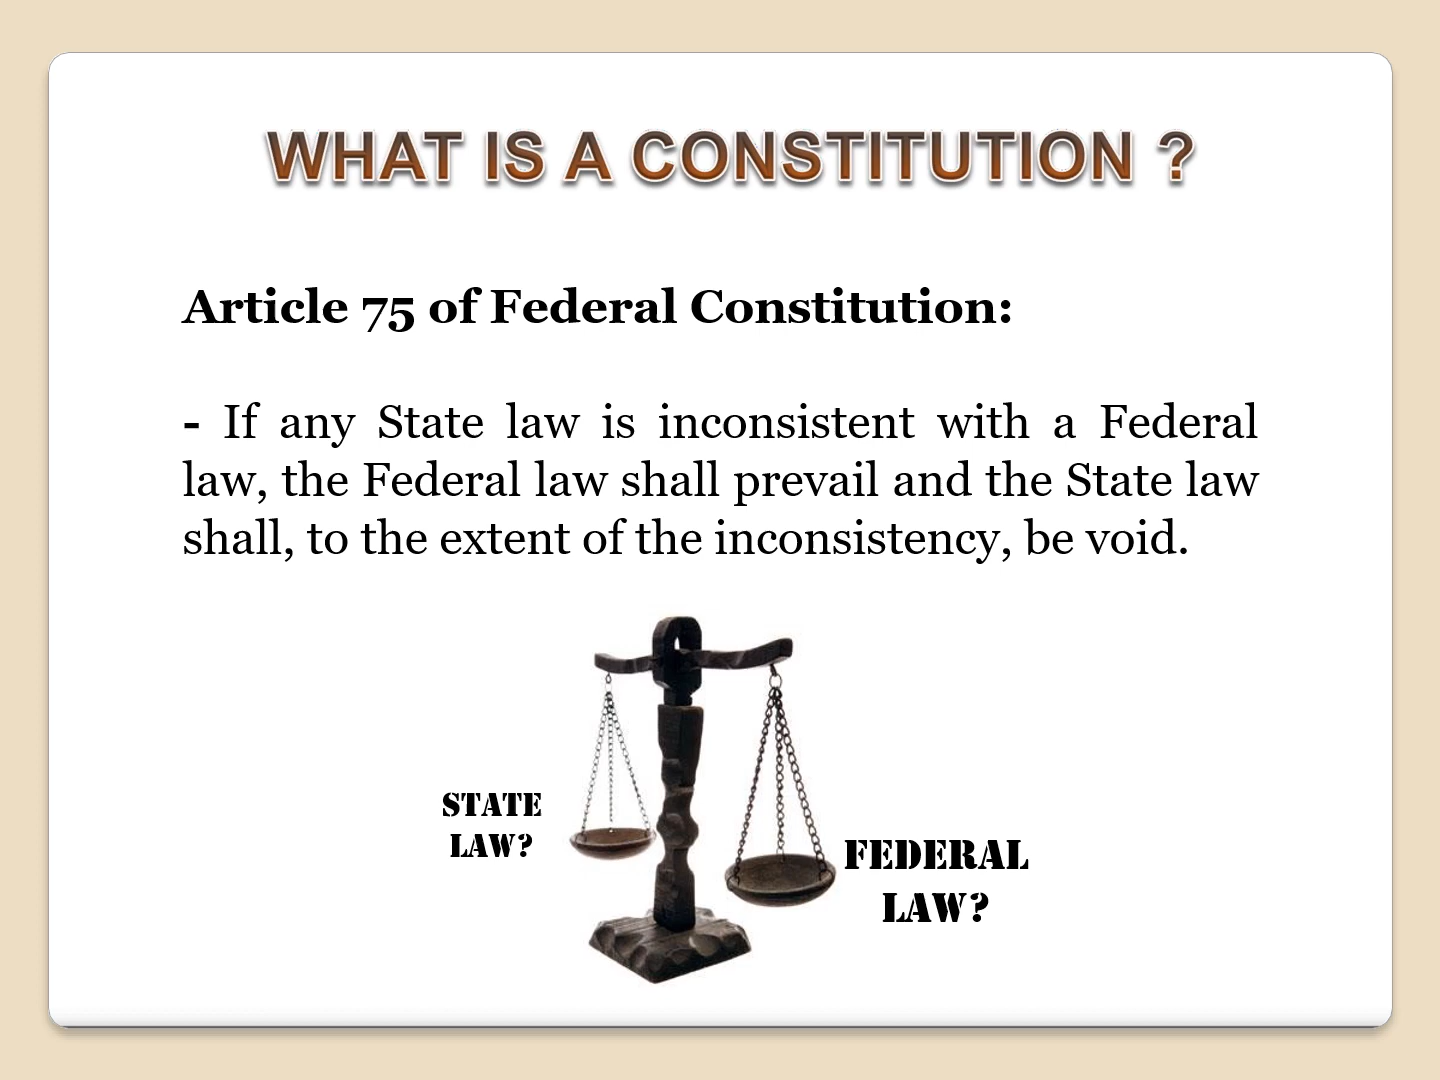 WHAT IS A CONSTITUTION ?
Article 75 of Federal Constitution:
- If any State law is inconsistent with a Federal
law, the Federal law shall prevail and the State law
shall, to the extent of the inconsistency, be void.
STATE
LAW?
FEDERAL
LAW?